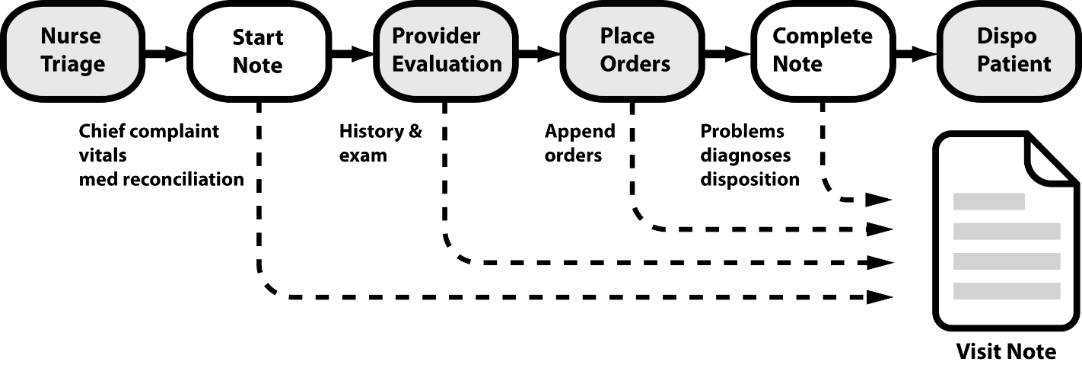 Nurse
Triage
Start
Note
Provider
Evaluation
Place
Orders
Complete
Note
Dispo
Patient
Chief complaint
vitals
med reconciliation
History &
exam
Append
orders
Problems
diagnoses
disposition
Visit Note